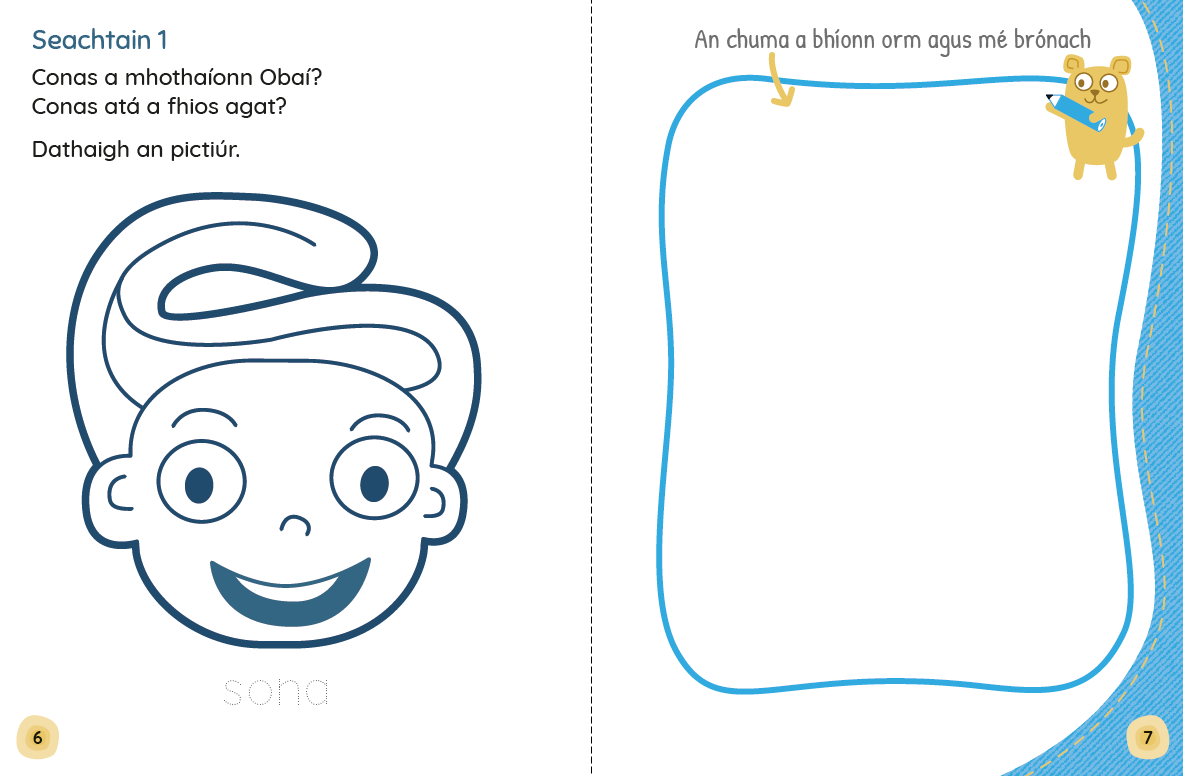 Seachtain 1
Conas a mhothaíonn Obaí?
Conas atá a fhios agat?
Dathaigh an pictiúr.
sona
6
An chuma a bhíonn orm agus mé brónach
7